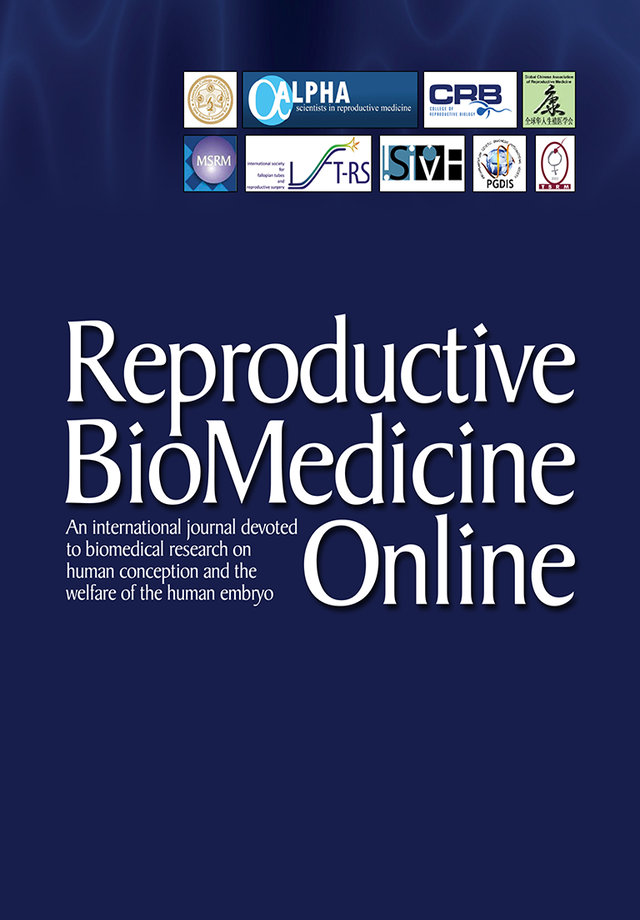 ALPHA
scientists in reproductive medicine
CRB
COLLEGE OF
REPRODUCTIVE BIOLOGY
Global Chinese Association
of Reproductive Medicine
康
全球华人生殖医学会
MSRM
international society
for
fallopian tubes
and
reproductive surgery
IFT-RS
SIVF
PGDIS
TSRM
Reproductive
BioMedicine
Online
An international journal devoted
to biomedical research on
human conception and the
welfare of the human embryo